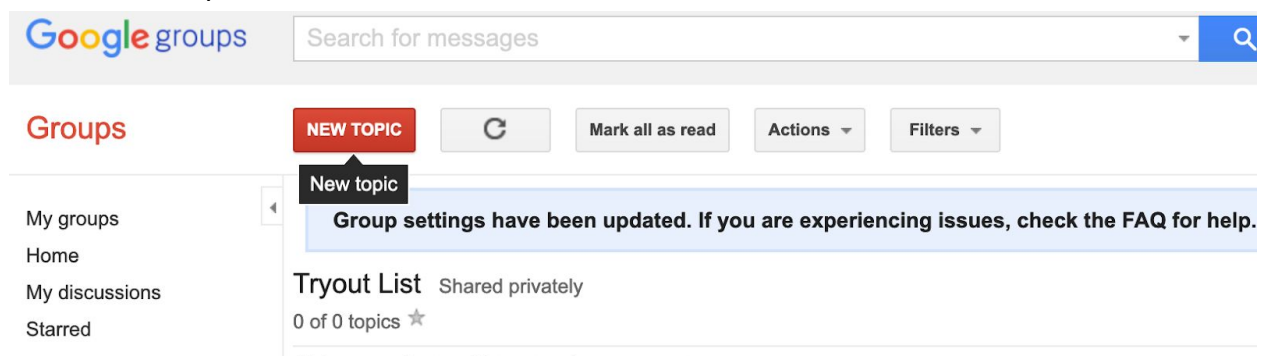 Google groups
Search for messages
Groups
NEW TOPIC
Mark all as read
Actions
Filters
New topic
Group settings have been updated. If you are experiencing issues, check the FAQ for help.
My groups
Home
My discussions
Starred
Tryout List Shared privately
0 of 0 topics